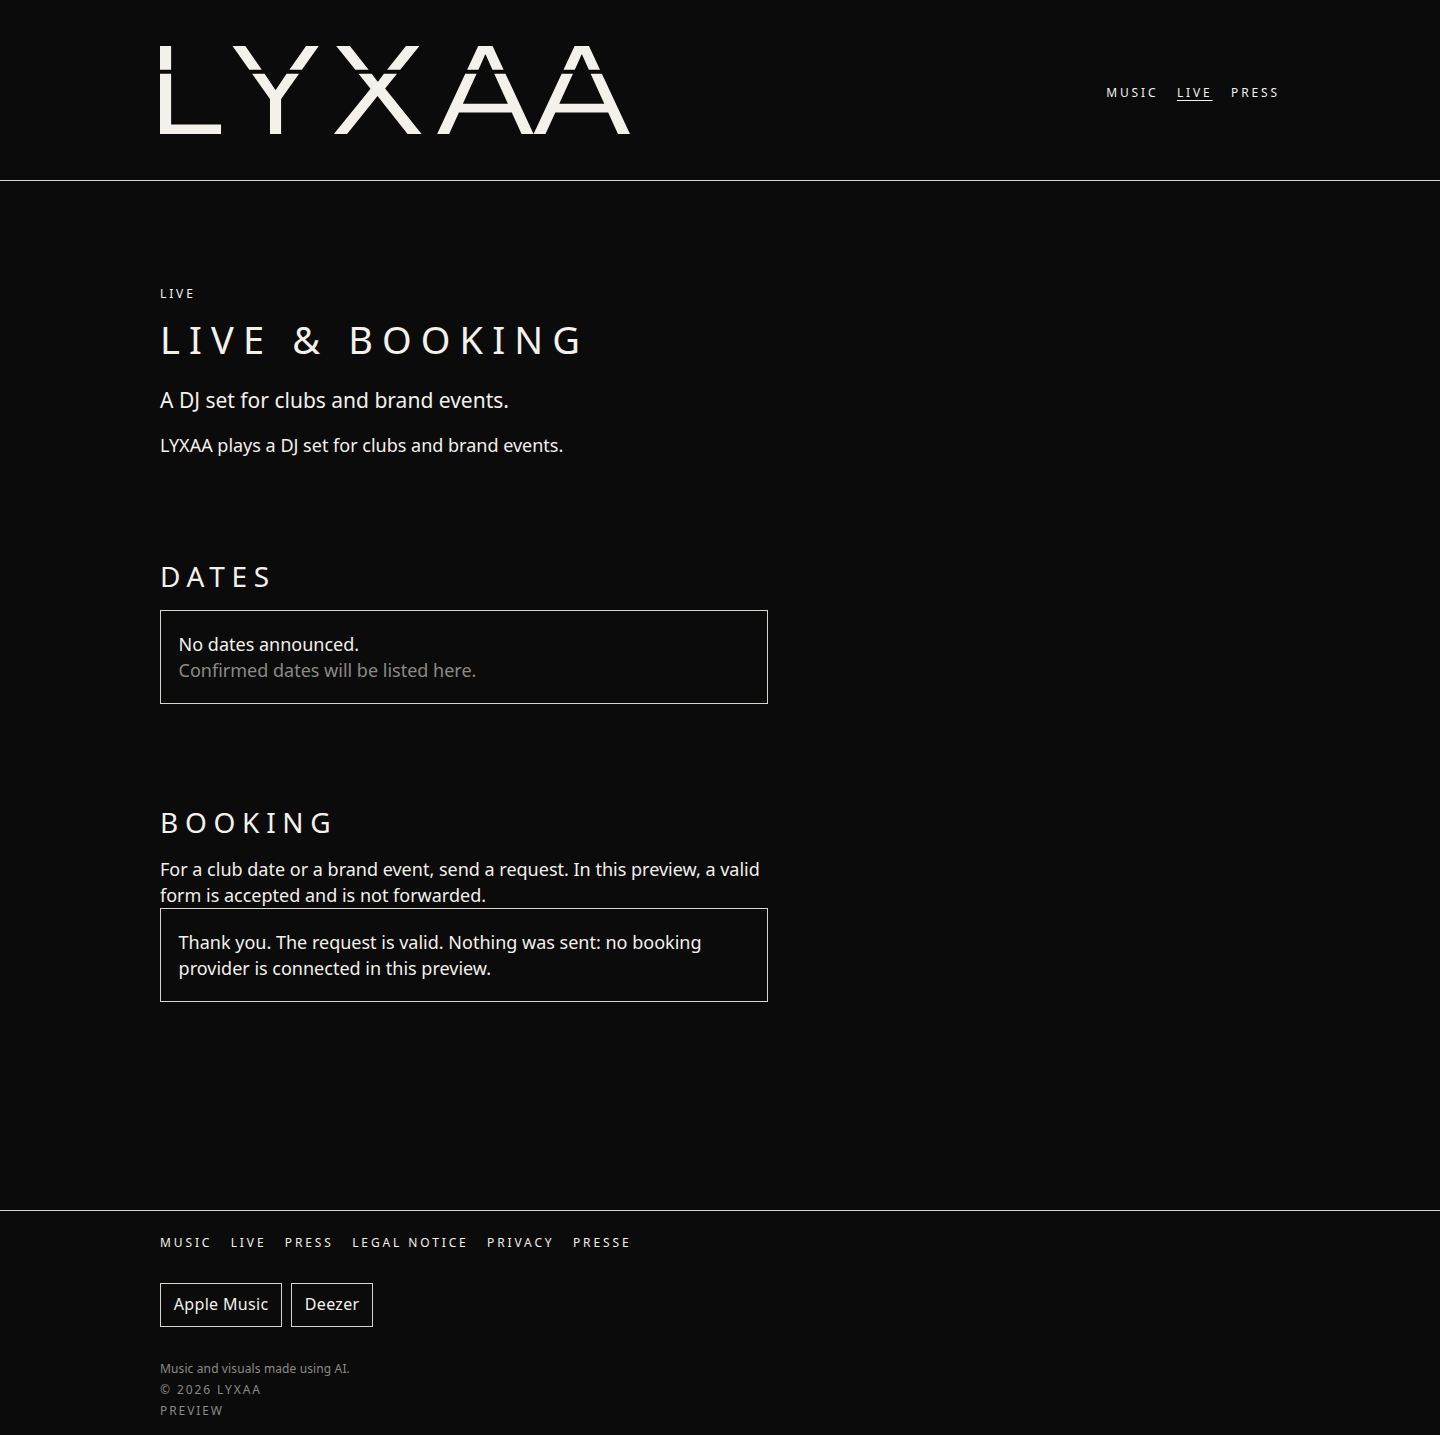 LYXAA
MUSIC LIVE PRESS
LIVE
LIVE & BOOKING
A DJ set for clubs and brand events.
LYXAA plays a DJ set for clubs and brand events.
DATES
No dates announced.
Confirmed dates will be listed here.
BOOKING
For a club date or a brand event, send a request. In this preview, a valid
form is accepted and is not forwarded.
Thank you. The request is valid. Nothing was sent: no booking
provider is connected in this preview.
MUSIC LIVE PRESS LEGAL NOTICE PRIVACY PRESSE
Apple Music Deezer
Music and visuals made using AI.
© 2026 LYXAA
PREVIEW